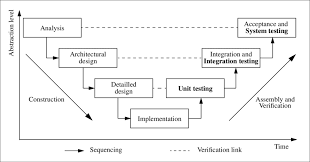 Abstraction level
Analysis
Acceptance and
System testing
Architectural
design
Integration and
Integration testing
Detailled
design
Unit testing
Construction
Implementation
Assembly and
Verification
Time
Sequencing
Verification link